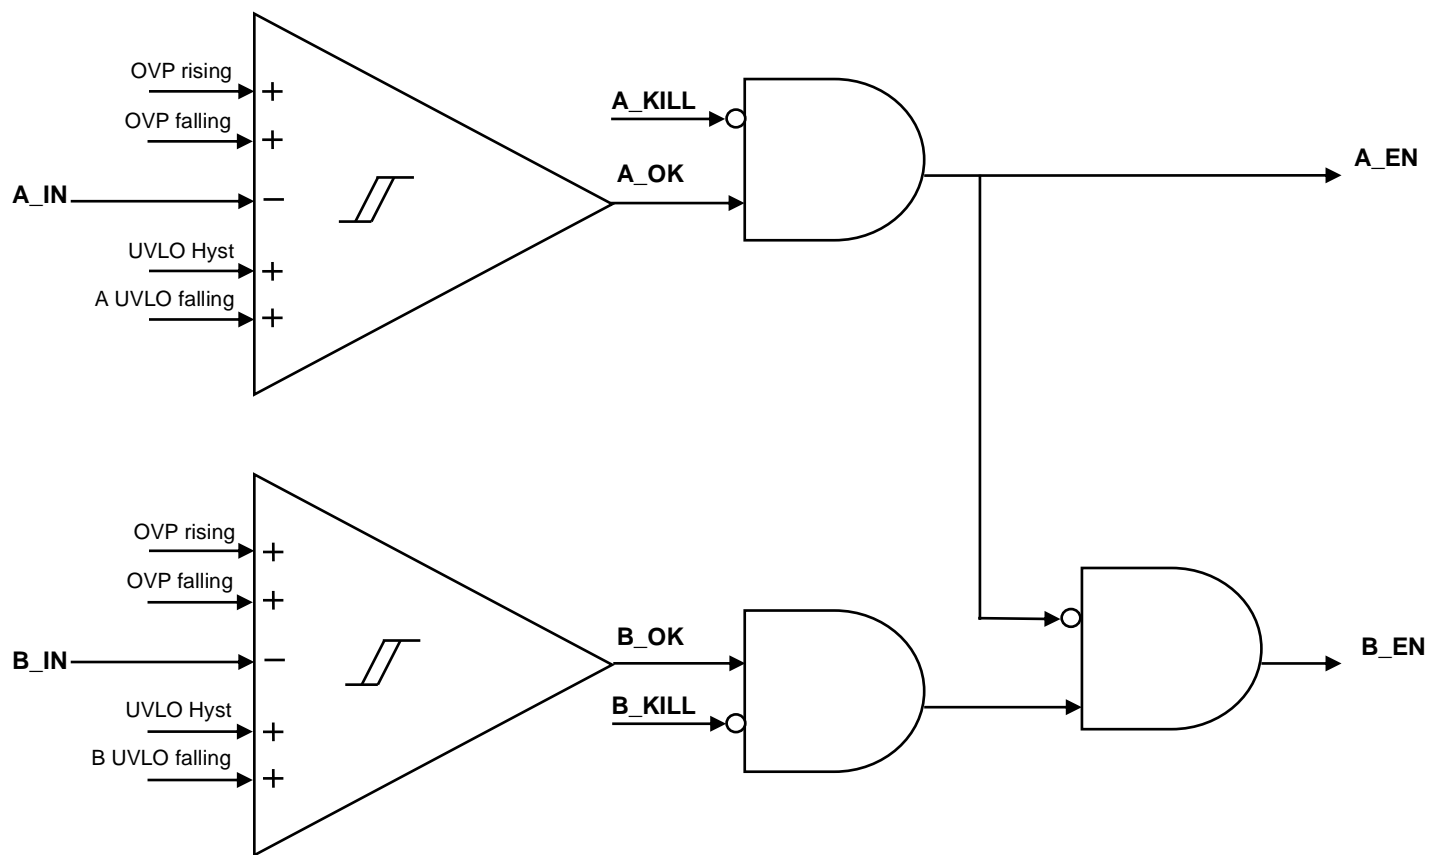 OVP rising
+
OVP falling
+
A_IN
−
UVLO Hyst
+
A UVLO falling
+
A_KILL
A_OK
A_EN
OVP rising
+
OVP falling
+
B_IN
−
UVLO Hyst
+
B UVLO falling
+
B_OK
B_KILL
B_EN